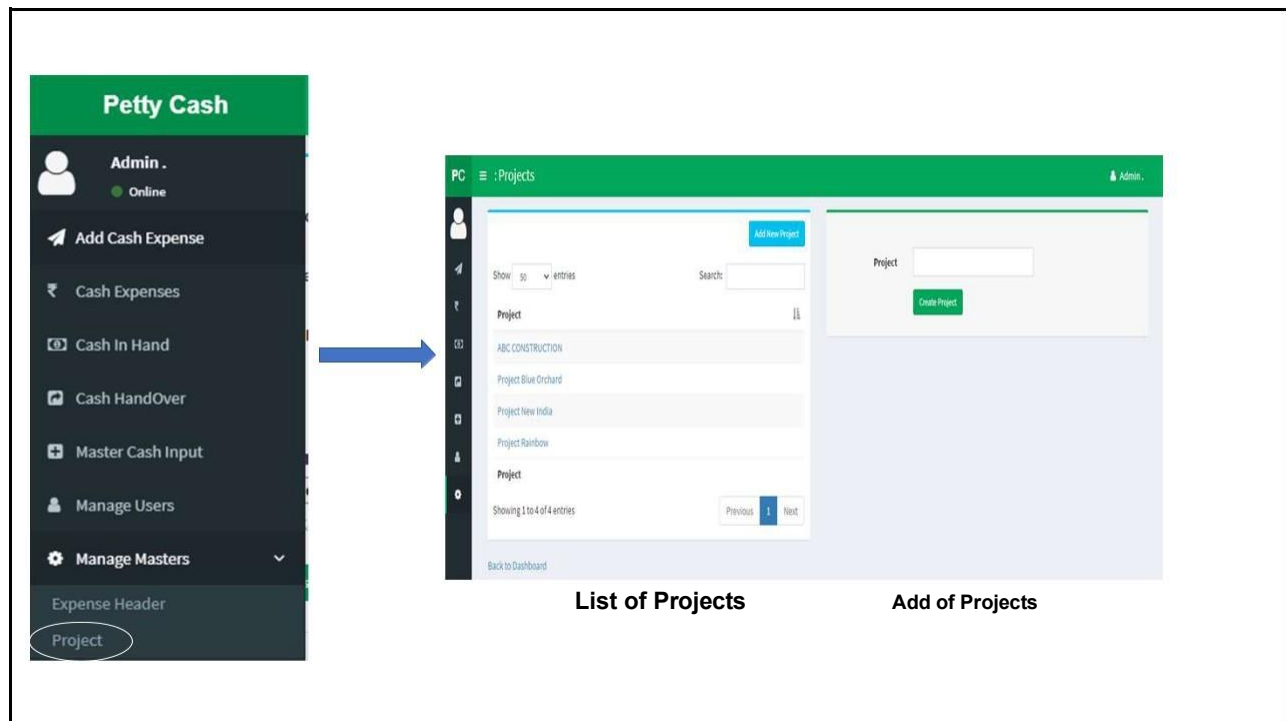 Petty Cash
Admin .
Online
Add Cash Expense
₹ Cash Expenses
Cash In Hand
Cash HandOver
Master Cash Input
Manage Users
Manage Masters
Expense Header
Project
PC ≡ : Projects
Admin .
Add New Project
Show 50 entries
Search:
Project
ABC CONSTRUCTION
Project Blue Orchard
Project New India
Project Rainbow
Project
Showing 1 to 4 of 4 entries
Previous 1 Next
Back to Dashboard
Project
Create Project
₹
List of Projects
Add of Projects